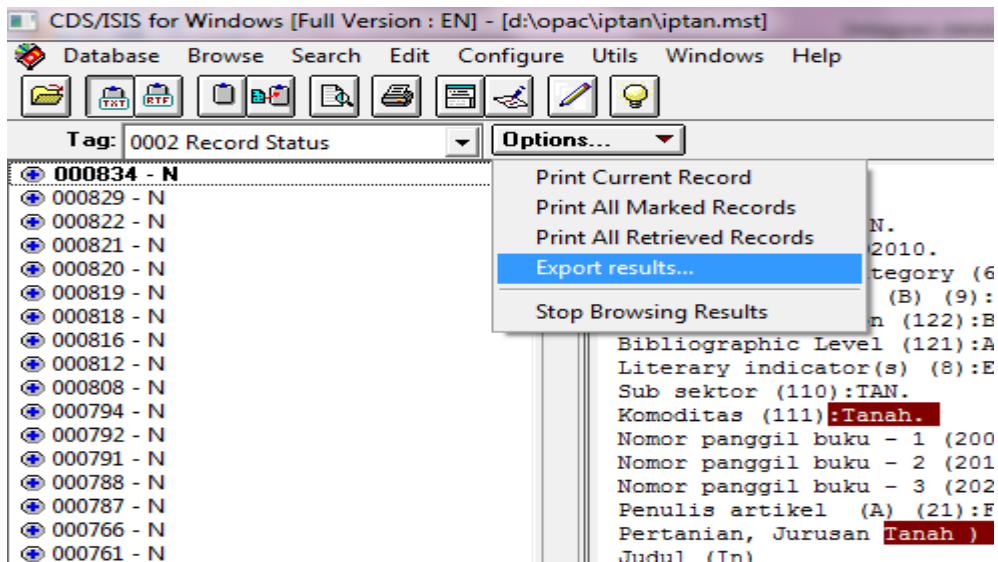 CDS/ISIS for Windows [Full Version : EN] - [d:\opac\iptan\iptan.mst]
Database Browse Search Edit Configure Utils Windows Help
TXT RTF
Tag: 0002 Record Status Options...
000834 - N
000829 - N
000822 - N
000821 - N
000820 - N
000819 - N
000818 - N
000816 - N
000812 - N
000808 - N
000794 - N
000792 - N
000791 - N
000788 - N
000787 - N
000766 - N
000761 - N
Print Current Record
Print All Marked Records
Print All Retrieved Records
Export results...
Stop Browsing Results
N.
2010.
tegory (6
(B) (9):
n (122):B
Bibliographic Level (121):A
Literary indicator(s) (8):E
Sub sektor (110):TAN.
Komoditas (111):Tanah.
Nomor panggil buku - 1 (200
Nomor panggil buku - 2 (201
Nomor panggil buku - 3 (202
Penulis artikel (A) (21):F
Pertanian, Jurusan Tanah )
Judul (In)